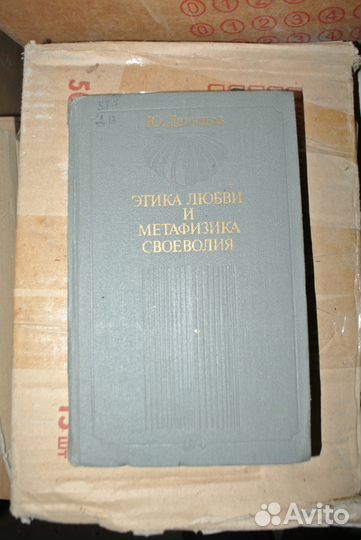 Ю. Давыдов
ЭТИКА ЛЮБВИ
И
МЕТАФИЗИКА
СВОЕВОЛИЯ
Avito